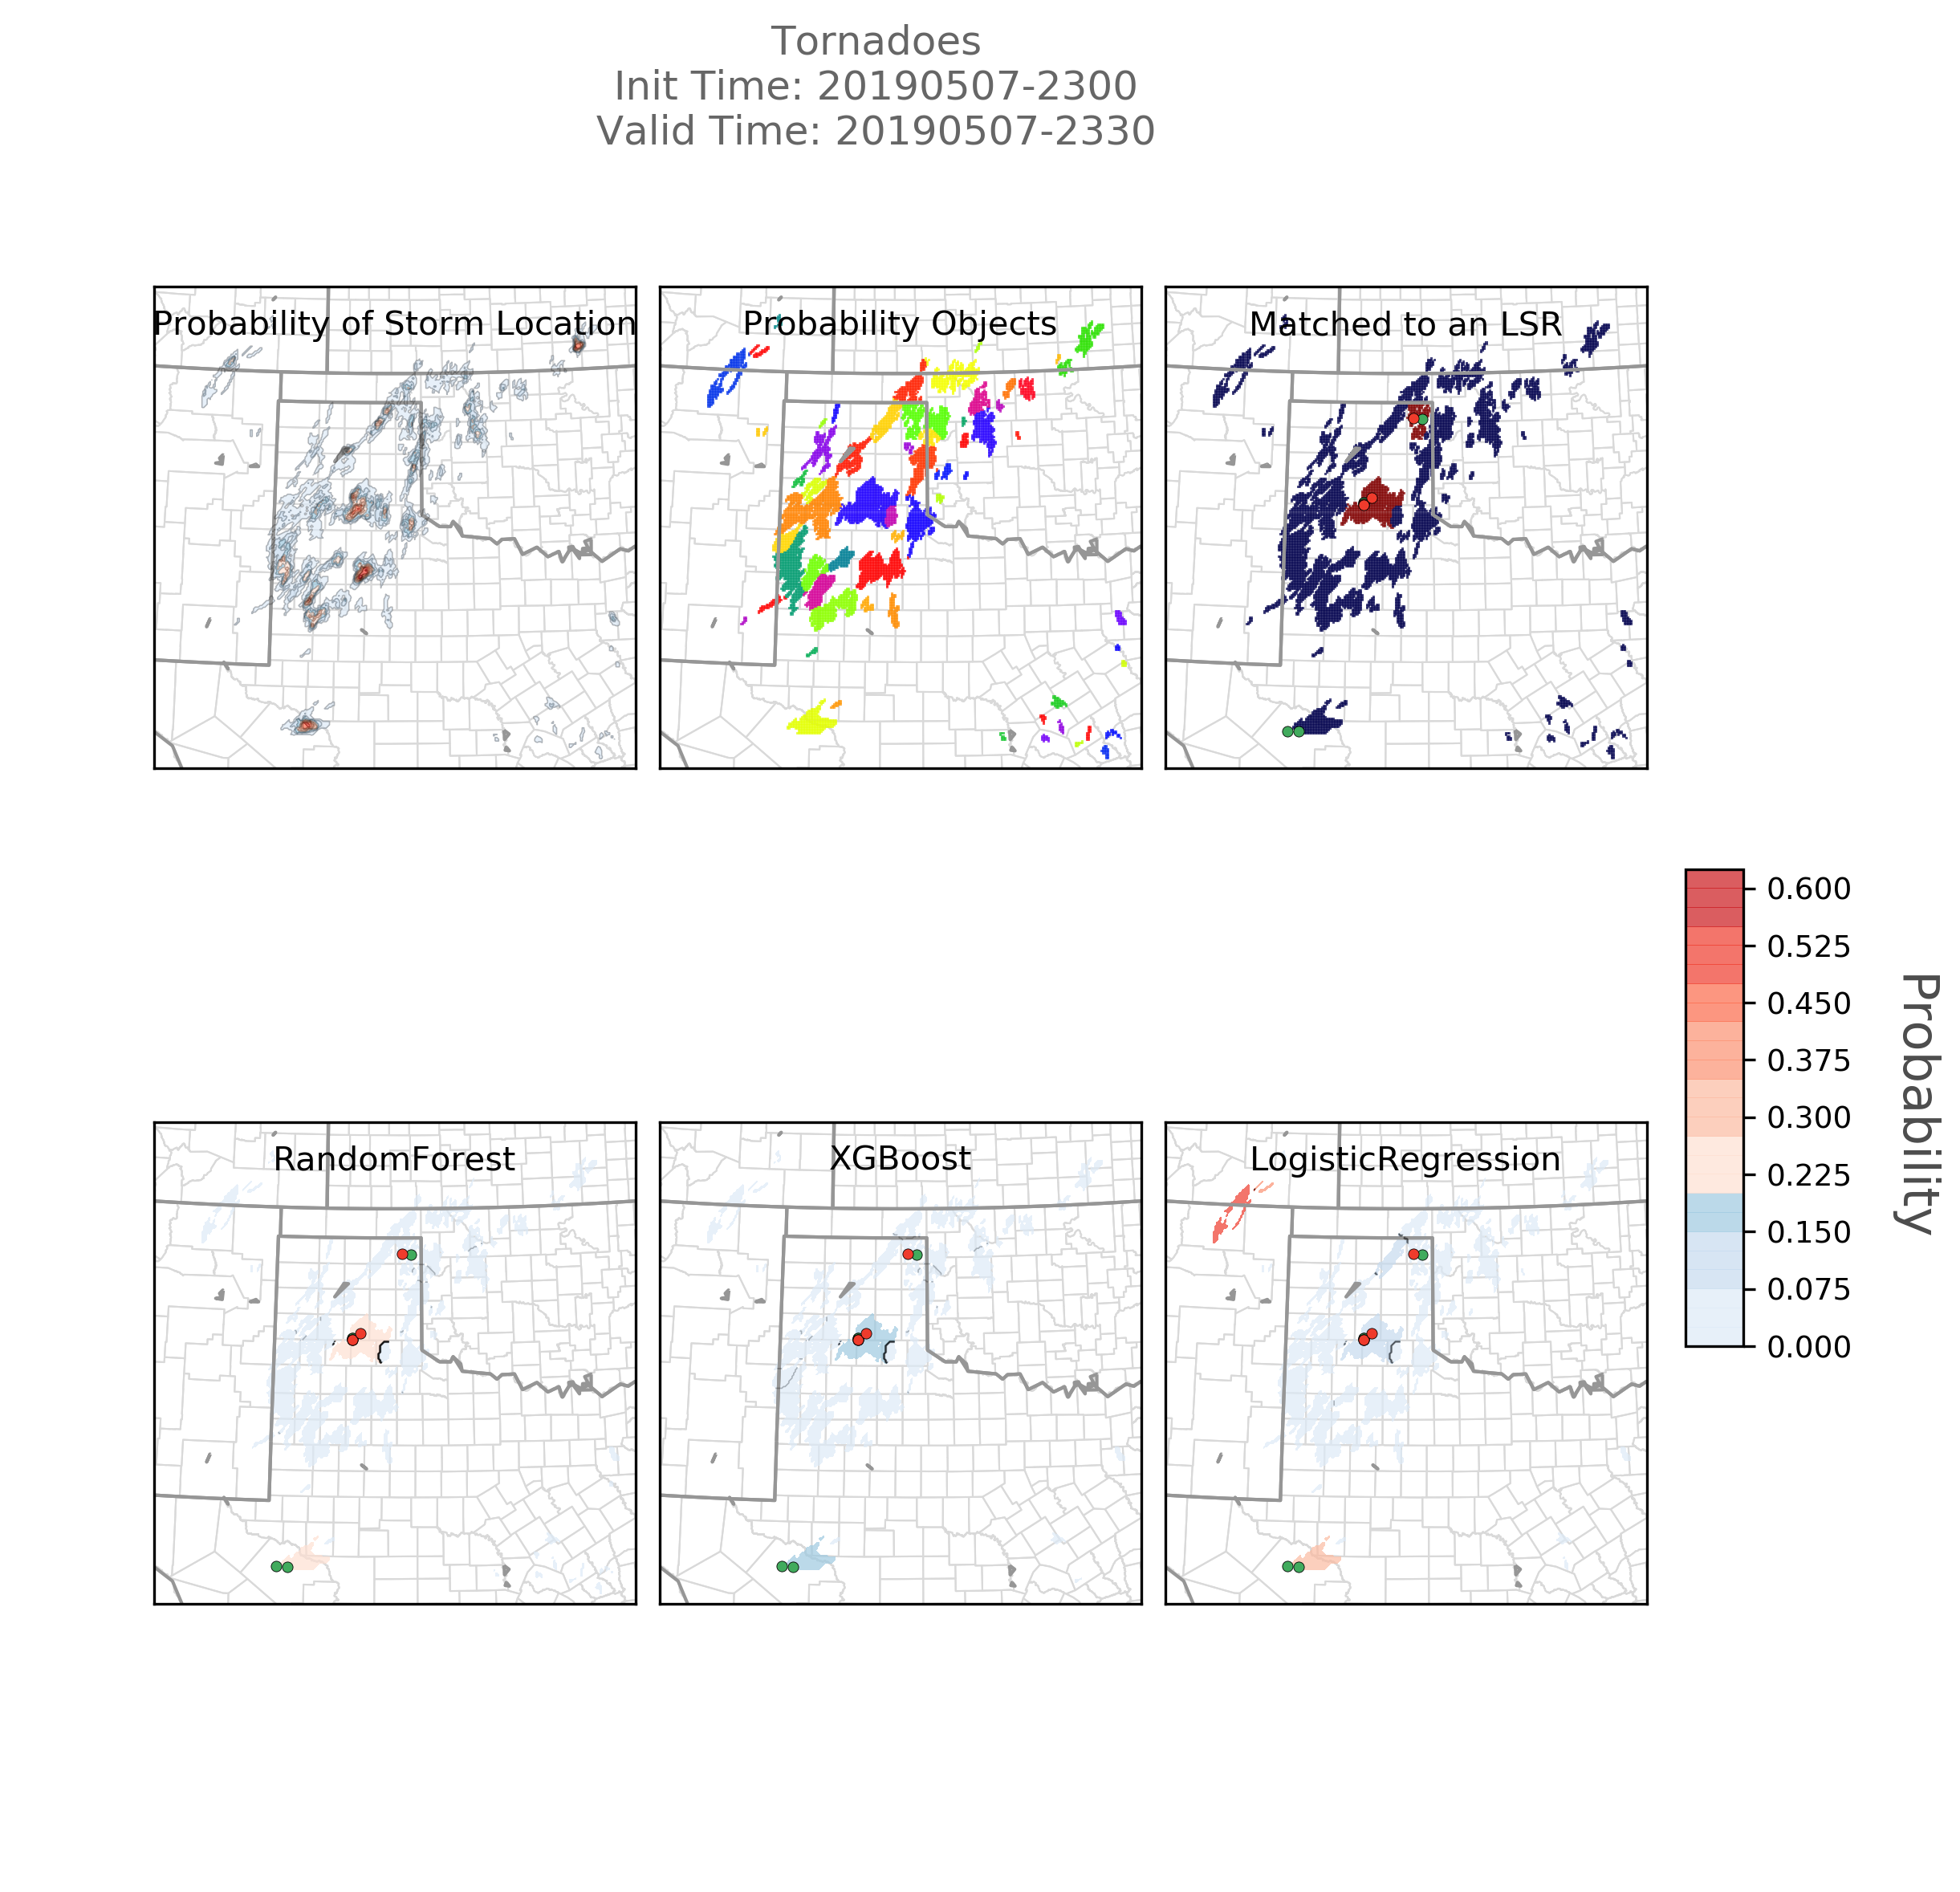 Tornadoes
Init Time: 20190507-2300
Valid Time: 20190507-2330
Probability of Storm Location
Probability Objects
Matched to an LSR
RandomForest
XGBoost
LogisticRegression
0.600
0.525
0.450
0.375
0.300
0.225
0.150
0.075
0.000
Probability